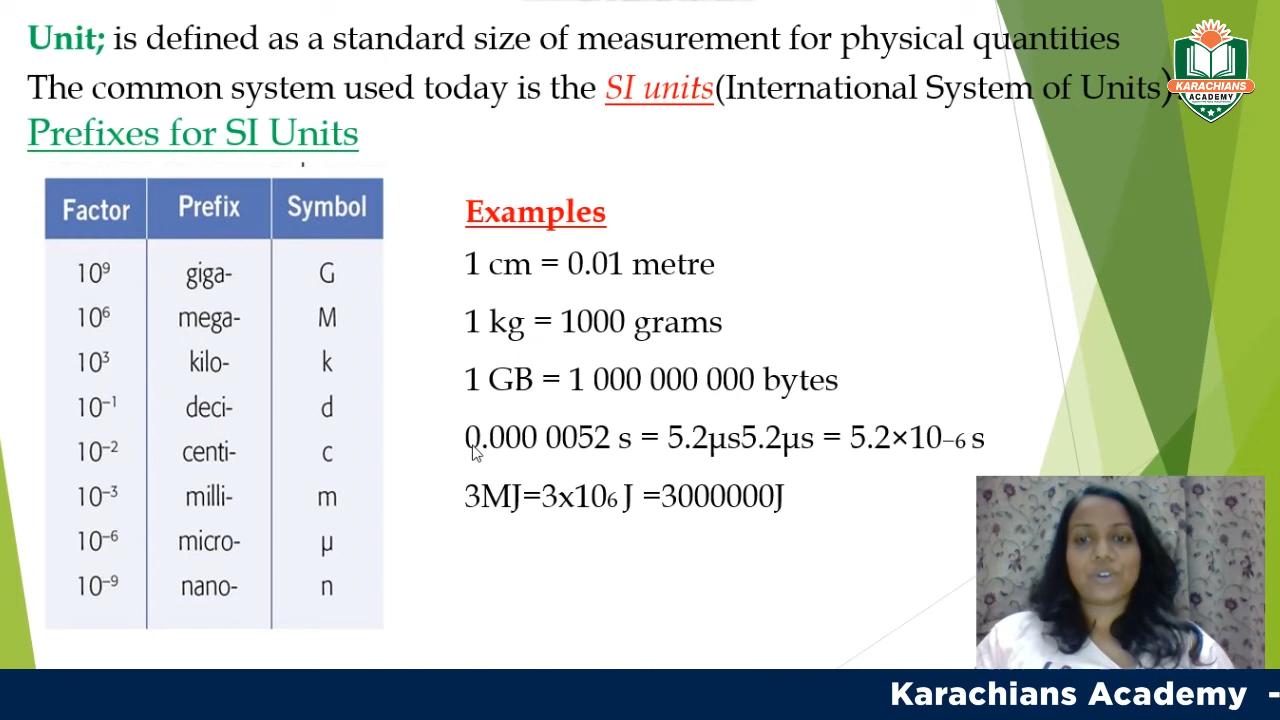 Unit; is defined as a standard size of measurement for physical quantities
The common system used today is the SI units(International System of Units)
KARACHIANS
ACADEMY
Prefixes for SI Units
Factor Prefix Symbol
10⁹ giga- G
10⁶ mega- M
10³ kilo- k
10⁻¹ deci- d
10⁻² centi- c
10⁻³ milli- m
10⁻⁶ micro- µ
10⁻⁹ nano- n
Examples
1 cm = 0.01 metre
1 kg = 1000 grams
1 GB = 1 000 000 000 bytes
0.000 0052 s = 5.2µs5.2µs = 5.2×10₋₆ s
3MJ=3x10₆ J =3000000J
Karachians Academy -